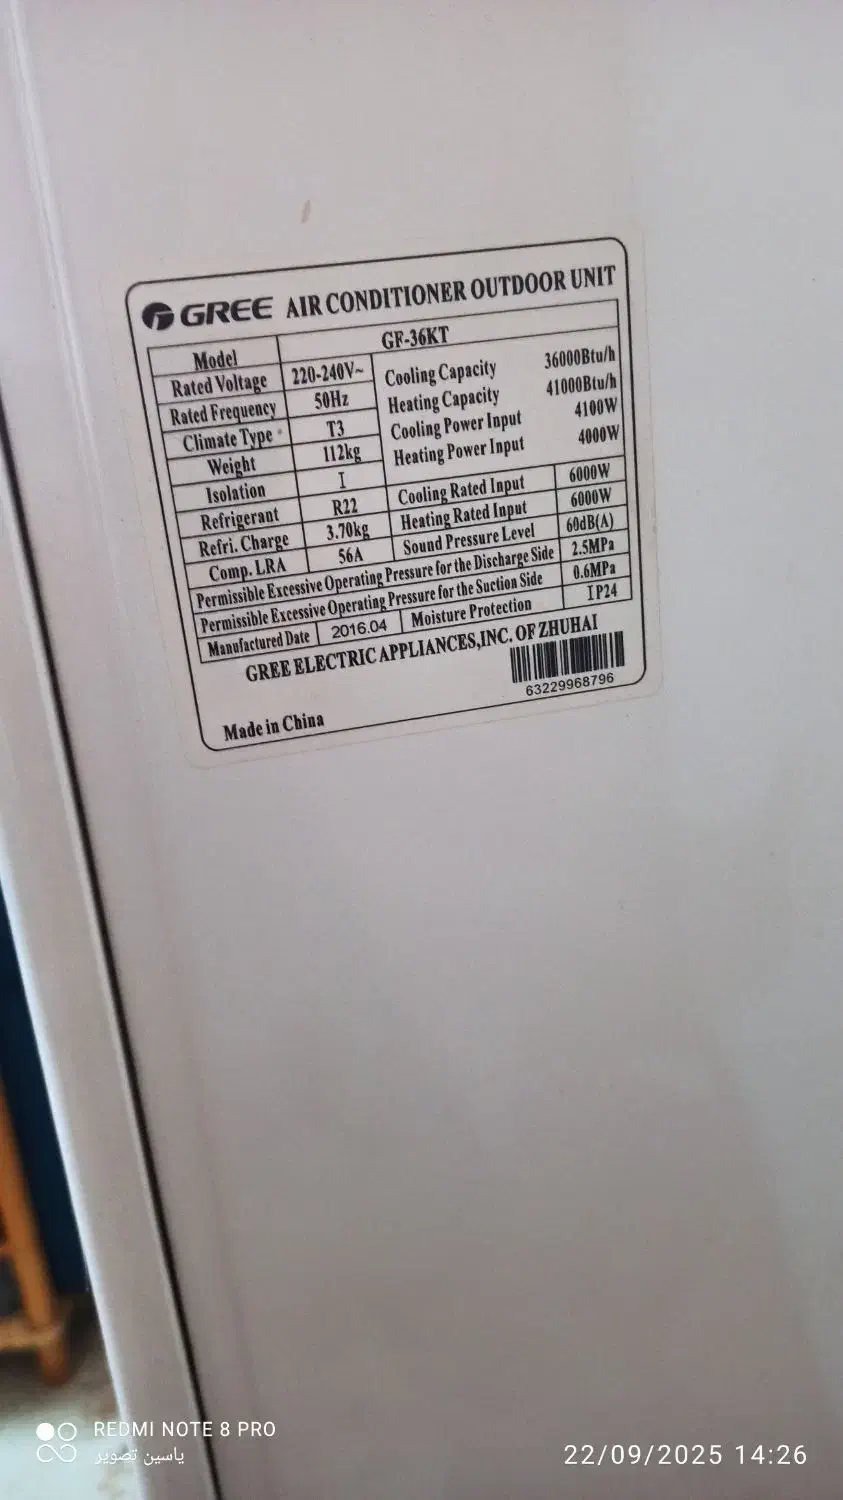 GREE AIR CONDITIONER OUTDOOR UNIT
Model GF-36KT
Rated Voltage 220-240V~ Cooling Capacity 36000Btu/h
Rated Frequency 50Hz Heating Capacity 41000Btu/h
Climate Type T3 Cooling Power Input 4100W
Weight 112kg Heating Power Input 4000W
Isolation I Cooling Rated Input 6000W
Refrigerant R22 Heating Rated Input 6000W
Refri. Charge 3.70kg Sound Pressure Level 60dB(A)
Comp. LRA 56A
Permissible Excessive Operating Pressure for the Discharge Side 2.5MPa
Permissible Excessive Operating Pressure for the Suction Side 0.6MPa
Manufactured Date 2016.04 Moisture Protection IP24
GREE ELECTRIC APPLIANCES,INC. OF ZHUHAI
63229968796
Made in China
REDMI NOTE 8 PRO
ياسين تصوير
22/09/2025 14:26